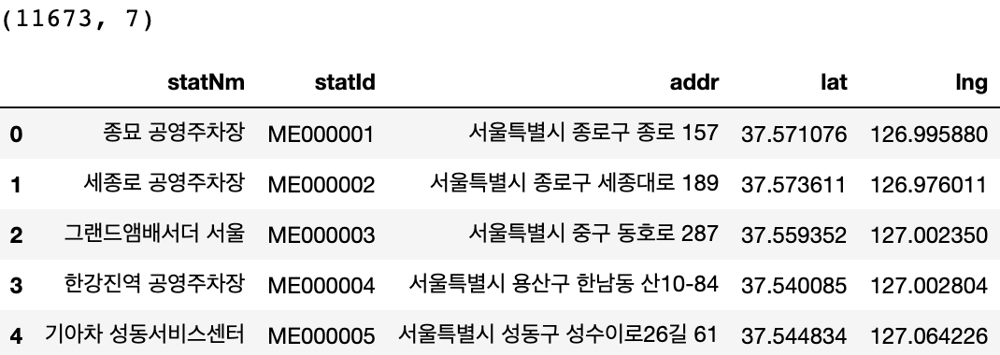 (11673, 7)
statNm statId addr lat lng
0 종묘 공영주차장 ME000001 서울특별시 종로구 종로 157 37.571076 126.995880
1 세종로 공영주차장 ME000002 서울특별시 종로구 세종대로 189 37.573611 126.976011
2 그랜드앰배서더 서울 ME000003 서울특별시 중구 동호로 287 37.559352 127.002350
3 한강진역 공영주차장 ME000004 서울특별시 용산구 한남동 산10-84 37.540085 127.002804
4 기아차 성동서비스센터 ME000005 서울특별시 성동구 성수이로26길 61 37.544834 127.064226